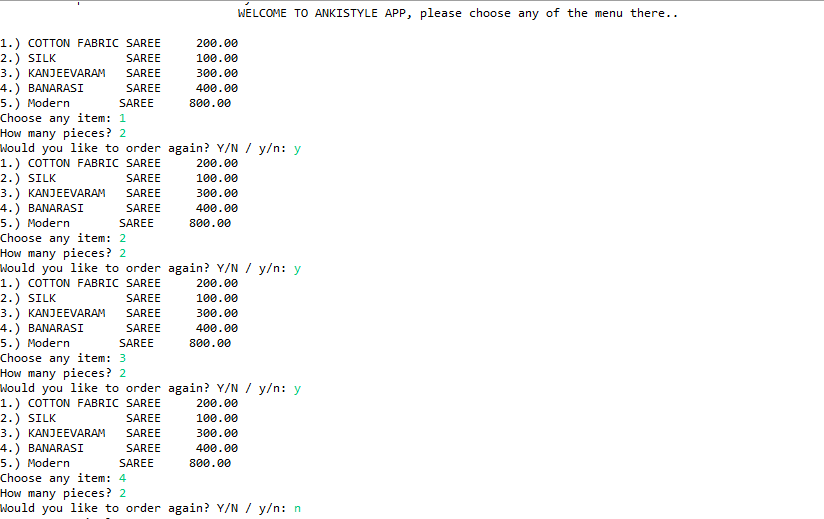 WELCOME TO ANKISTYLE APP, please choose any of the menu there..
1.) COTTON FABRIC SAREE 200.00
2.) SILK SAREE 100.00
3.) KANJEEVARAM SAREE 300.00
4.) BANARASI SAREE 400.00
5.) Modern SAREE 800.00
Choose any item: 1
How many pieces? 2
Would you like to order again? Y/N / y/n: y
1.) COTTON FABRIC SAREE 200.00
2.) SILK SAREE 100.00
3.) KANJEEVARAM SAREE 300.00
4.) BANARASI SAREE 400.00
5.) Modern SAREE 800.00
Choose any item: 2
How many pieces? 2
Would you like to order again? Y/N / y/n: y
1.) COTTON FABRIC SAREE 200.00
2.) SILK SAREE 100.00
3.) KANJEEVARAM SAREE 300.00
4.) BANARASI SAREE 400.00
5.) Modern SAREE 800.00
Choose any item: 3
How many pieces? 2
Would you like to order again? Y/N / y/n: y
1.) COTTON FABRIC SAREE 200.00
2.) SILK SAREE 100.00
3.) KANJEEVARAM SAREE 300.00
4.) BANARASI SAREE 400.00
5.) Modern SAREE 800.00
Choose any item: 4
How many pieces? 2
Would you like to order again? Y/N / y/n: n